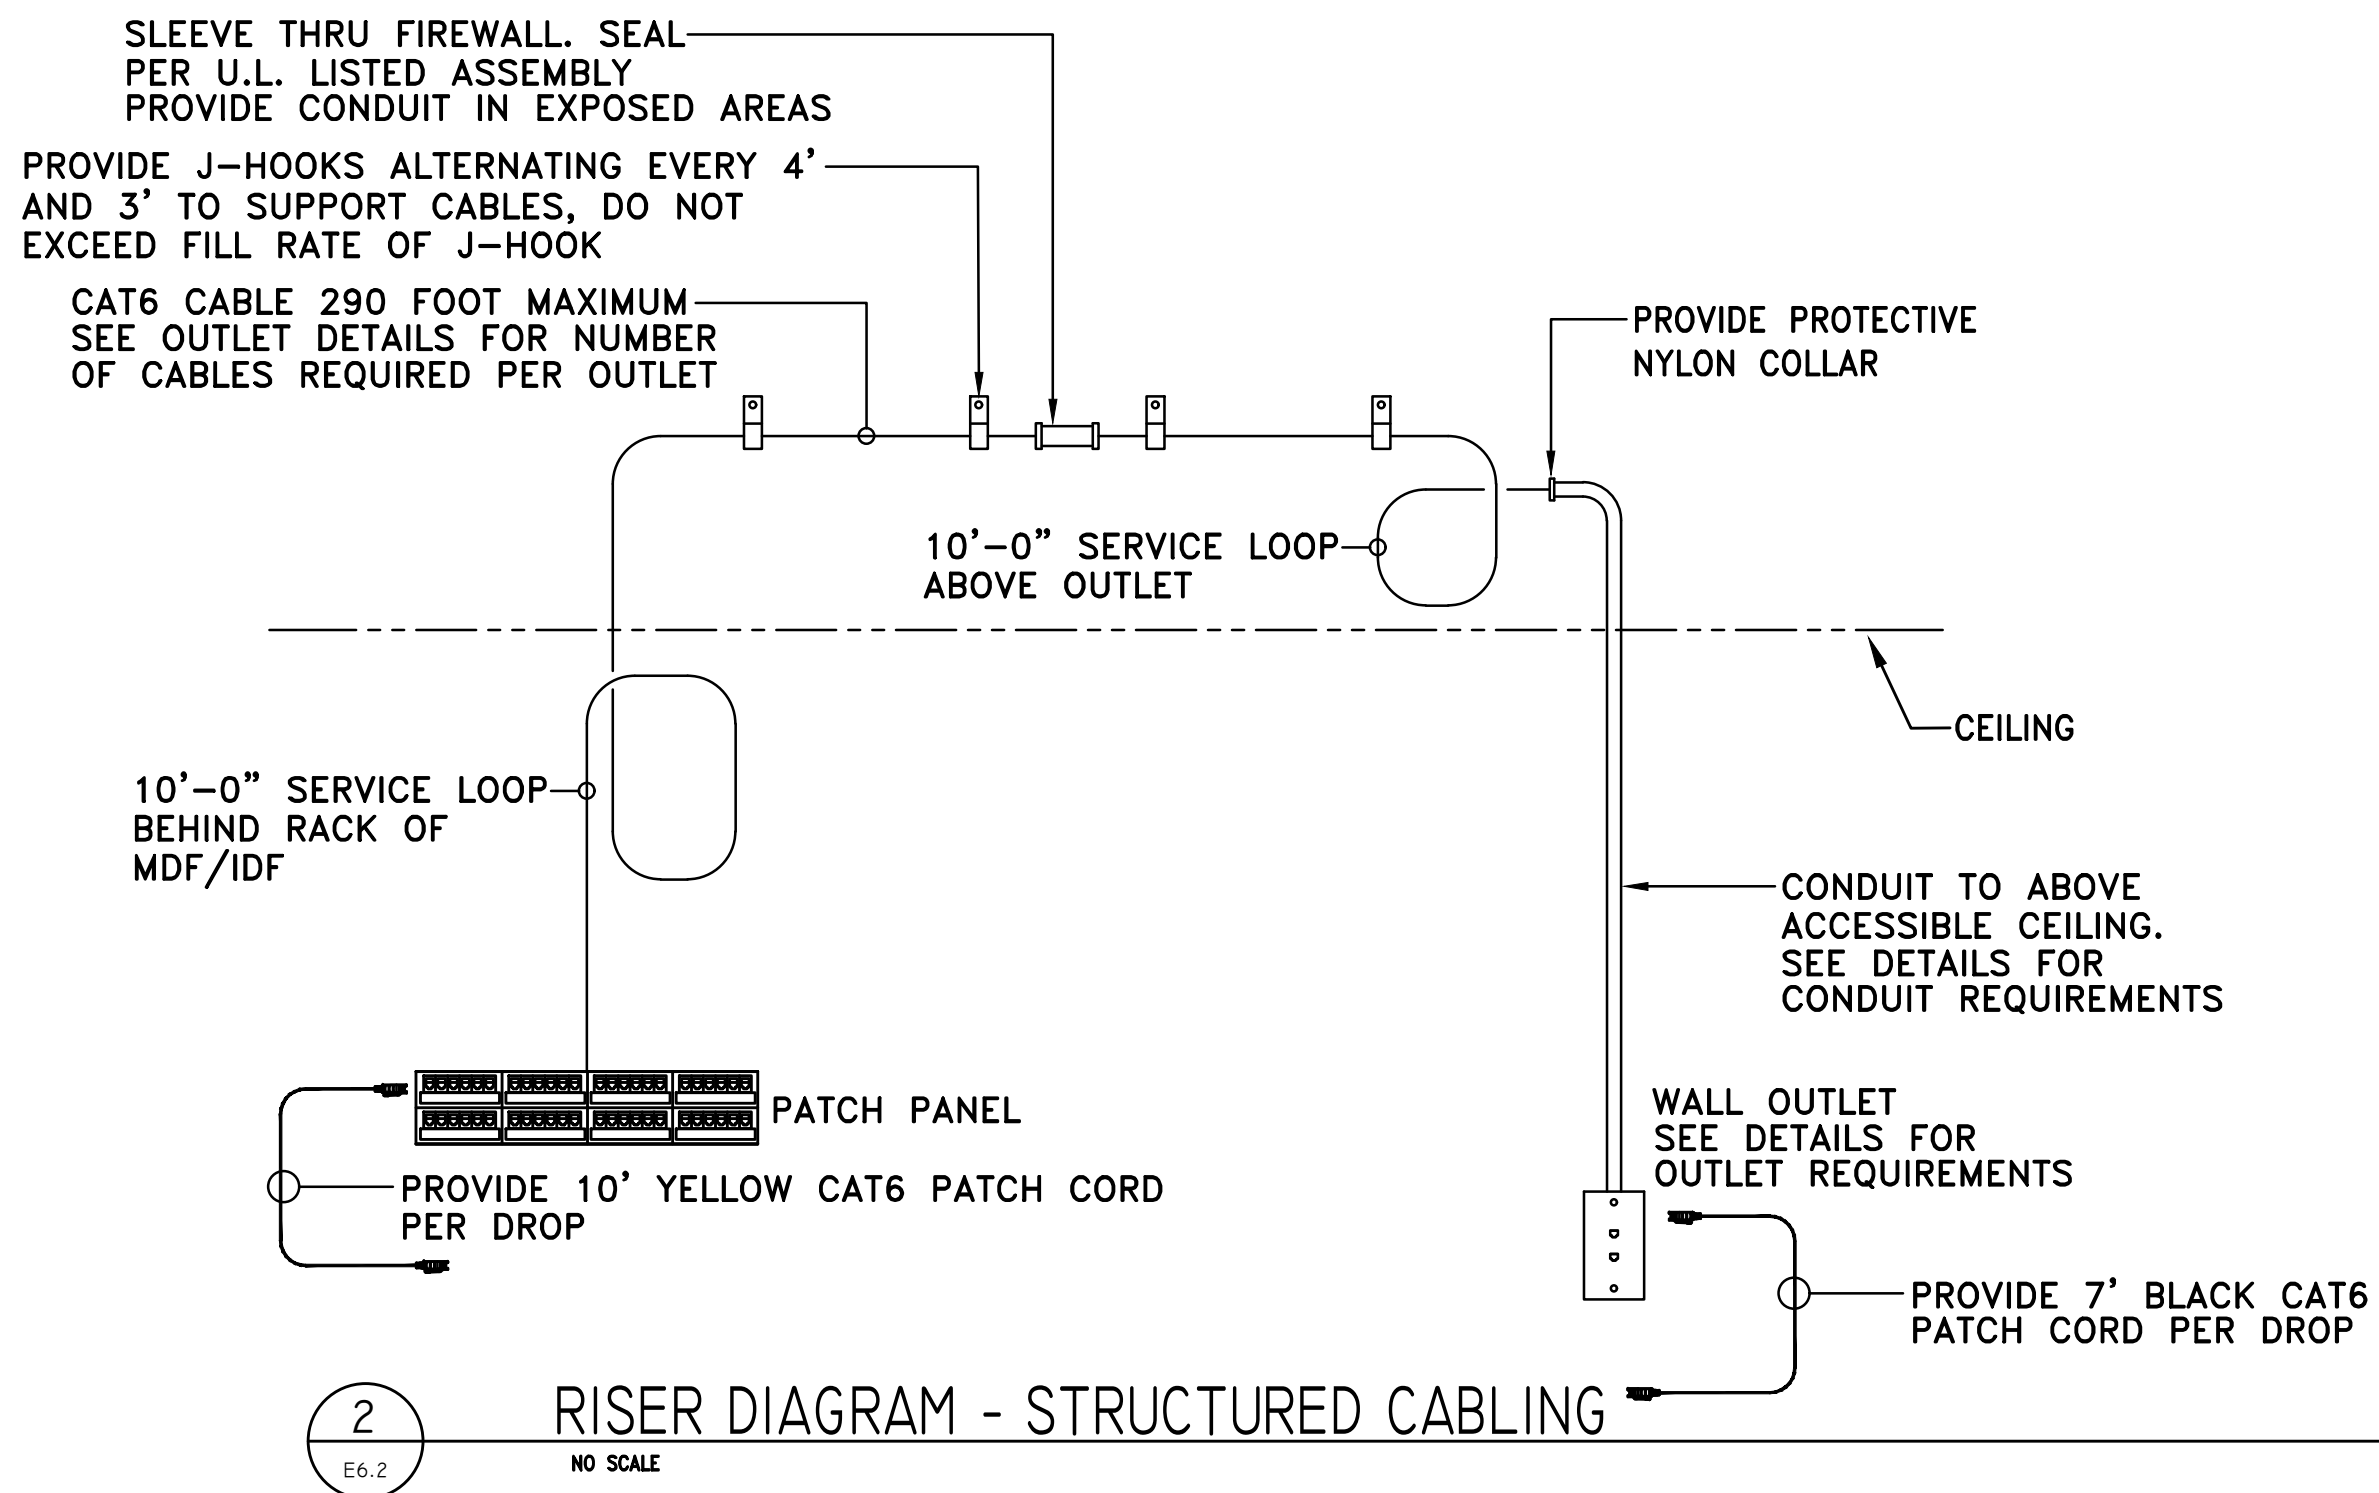 SLEEVE THRU FIREWALL. SEAL
PER U.L. LISTED ASSEMBLY
PROVIDE CONDUIT IN EXPOSED AREAS
PROVIDE J-HOOKS ALTERNATING EVERY 4'
AND 3' TO SUPPORT CABLES, DO NOT
EXCEED FILL RATE OF J-HOOK
CAT6 CABLE 290 FOOT MAXIMUM
SEE OUTLET DETAILS FOR NUMBER
OF CABLES REQUIRED PER OUTLET
PROVIDE PROTECTIVE
NYLON COLLAR
10'-0" SERVICE LOOP
ABOVE OUTLET
CEILING
10'-0" SERVICE LOOP
BEHIND RACK OF
MDF/IDF
CONDUIT TO ABOVE
ACCESSIBLE CEILING.
SEE DETAILS FOR
CONDUIT REQUIREMENTS
PATCH PANEL
WALL OUTLET
SEE DETAILS FOR
OUTLET REQUIREMENTS
PROVIDE 10' YELLOW CAT6 PATCH CORD
PER DROP
PROVIDE 7' BLACK CAT6
PATCH CORD PER DROP
2
E6.2
RISER DIAGRAM - STRUCTURED CABLING
NO SCALE